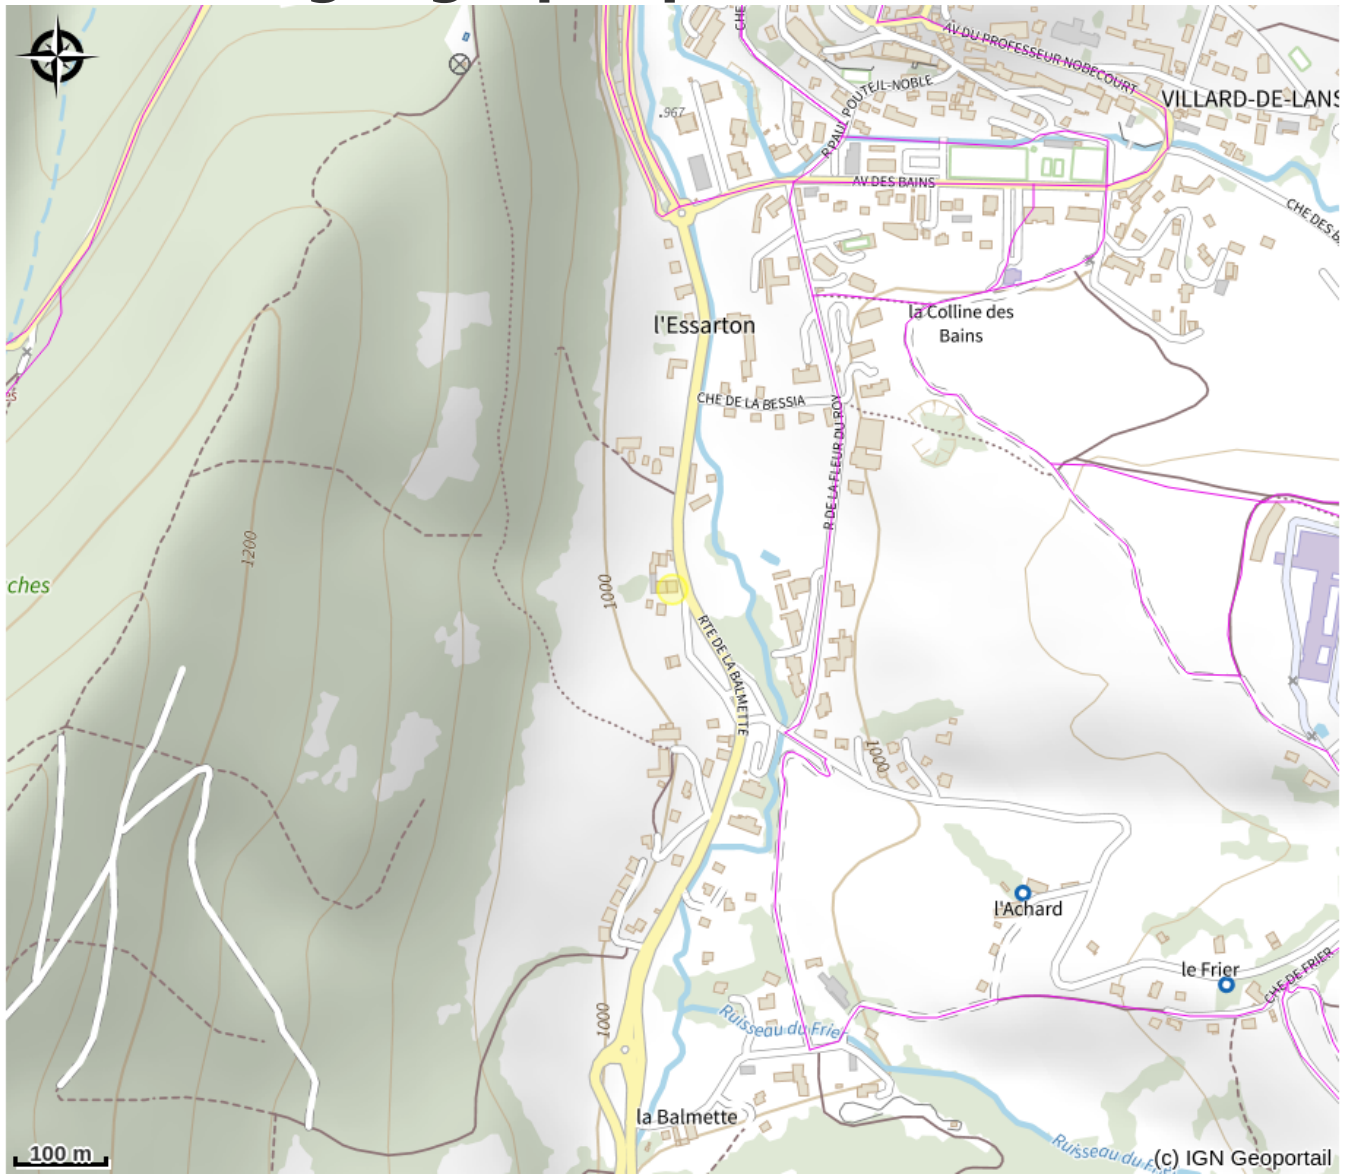 CHE
AV DU PROFESSEUR NOBECOURT
VILLARD-DE-LANS
R PAUL POUTEIL-NOBLE
.967
AV DES BAINS
CHE DES B
l'Essarton
la Colline des
Bains
CHE DE LA BESSIA
R DE LA FLEUR DU ROY
1200
ches
1000
RTE DE LA BALMETTE
1000
l'Achard
le Frier
CHE DE FRIER
1000
Ruisseau du Frier
la Balmette
Ruisseau du Frie
100 m
(c) IGN Geoportail